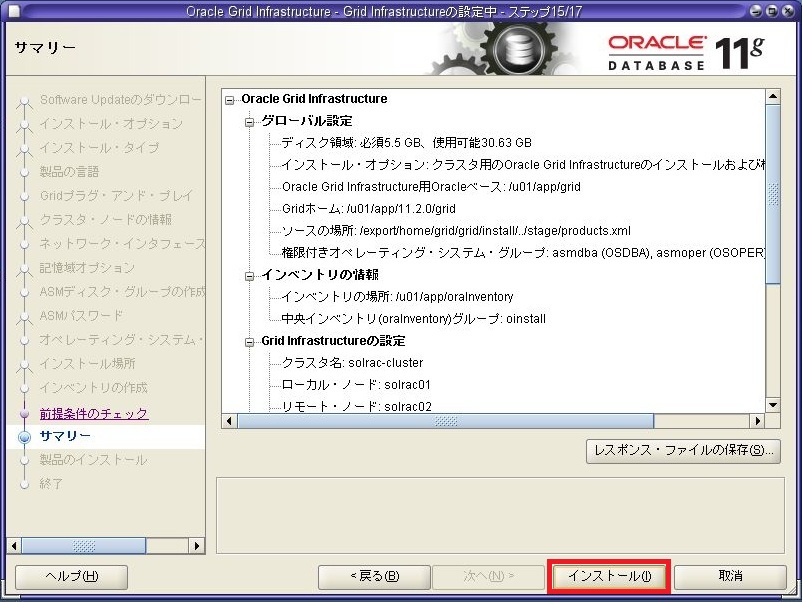 Oracle Grid Infrastructure - Grid Infrastructureの設定中 - ステップ15/17
サマリー
ORACLE
DATABASE 11g
Software Updateのダウンロー
インストール・オプション
インストール・タイプ
製品の言語
Gridプラグ・アンド・プレイ
クラスタ・ノードの情報
ネットワーク・インタフェース
記憶域オプション
ASMディスク・グループの作成
ASMパスワード
オペレーティング・システム・
インストール場所
インベントリの作成
前提条件のチェック
サマリー
製品のインストール
終了
Oracle Grid Infrastructure
グローバル設定
ディスク領域: 必須5.5 GB、使用可能30.63 GB
インストール・オプション: クラスタ用のOracle Grid Infrastructureのインストールおよび
Oracle Grid Infrastructure用Oracleベース: /u01/app/grid
Gridホーム: /u01/app/11.2.0/grid
ソースの場所: /export/home/grid/grid/install/../stage/products.xml
権限付きオペレーティング・システム・グループ: asmdba (OSDBA), asmoper (OSOPER)
インベントリの情報
インベントリの場所: /u01/app/oraInventory
中央インベントリ(oraInventory)グループ: oinstall
Grid Infrastructureの設定
クラスタ名: solrac-cluster
ローカル・ノード: solrac01
リモート・ノード: solrac02
レスポンス・ファイルの保存(S)...
ヘルプ(H)
< 戻る(B)
次へ(N) >
インストール(I)
取消